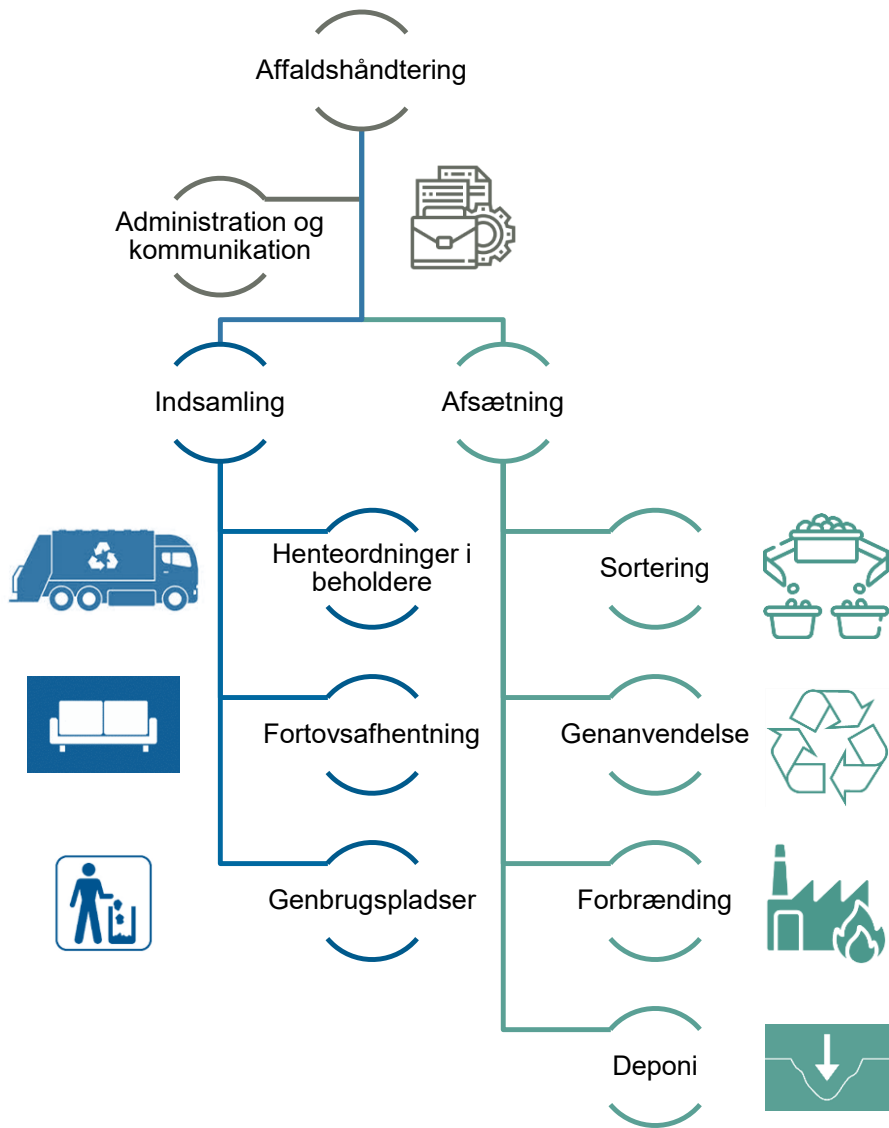 Affaldshåndtering
Administration og
kommunikation
Indsamling
Afsætning
Henteordninger i
beholdere
Sortering
Fortovsafhentning
Genanvendelse
Genbrugspladser
Forbrænding
Deponi